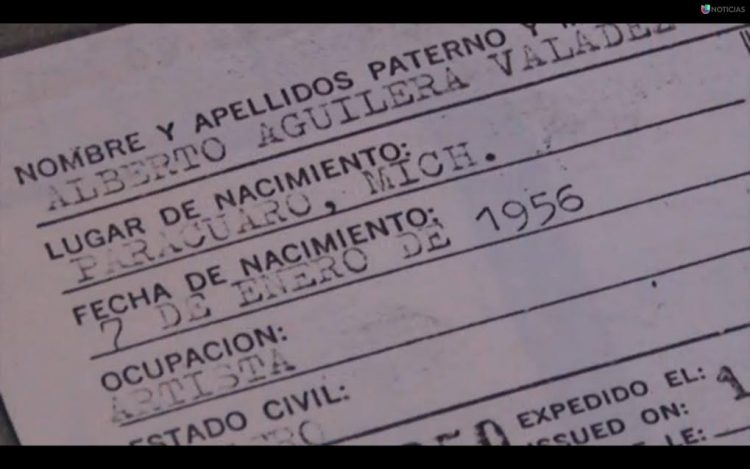 NOTICIAS
NOMBRE Y APELLIDOS PATERNO Y
ALBERTO AGUILERA VALADEZ
LUGAR DE NACIMIENTO:
PARACUARO, MICH.
FECHA DE NACIMIENTO:
7 DE ENERO DE 1956
OCUPACION:
ARTISTA
ESTADO CIVIL:
EXPEDIDO EL:
ISSUED ON:
LE: